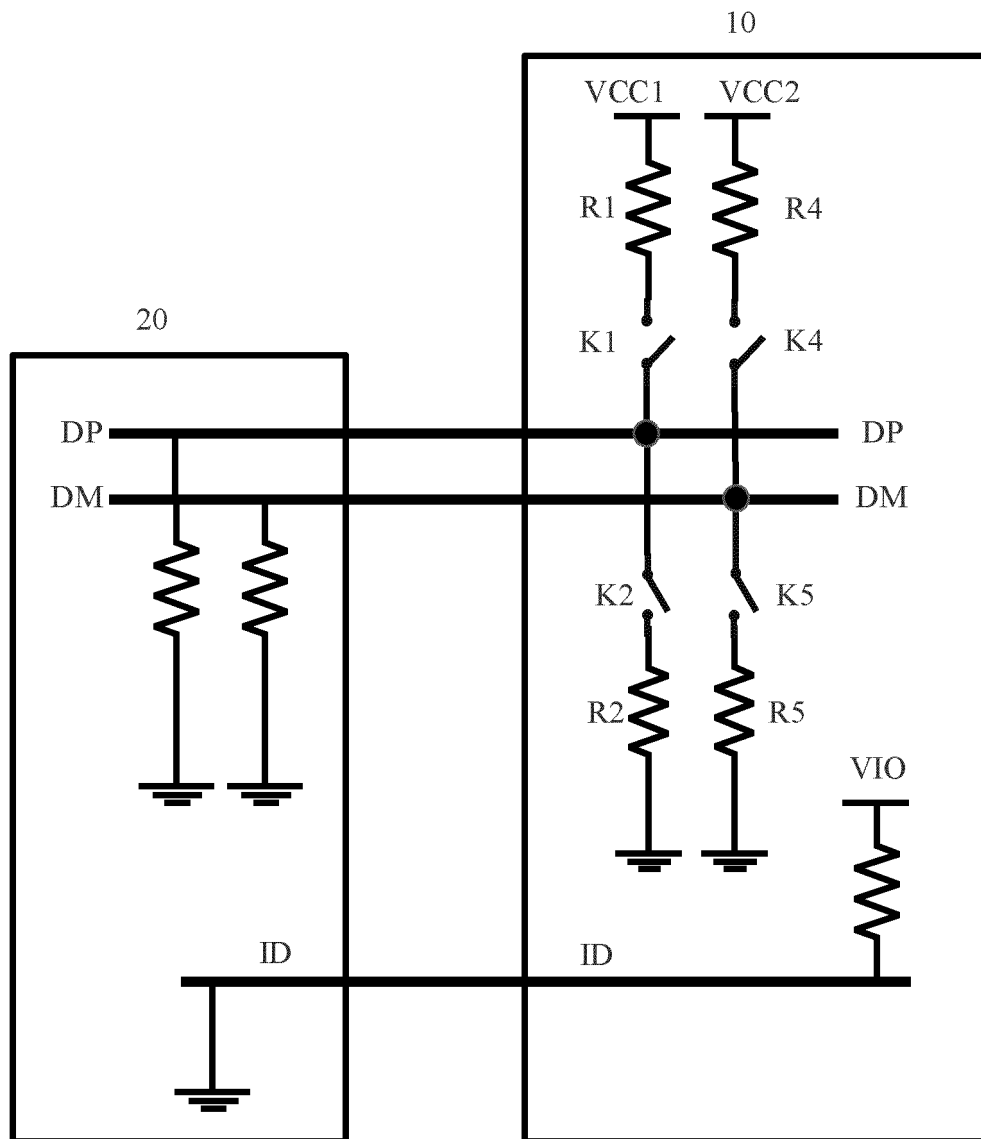 10
VCC1 VCC2
R1 R4
20
K1 K4
DP DP
DM DM
K2 K5
R2 R5
VIO
ID ID